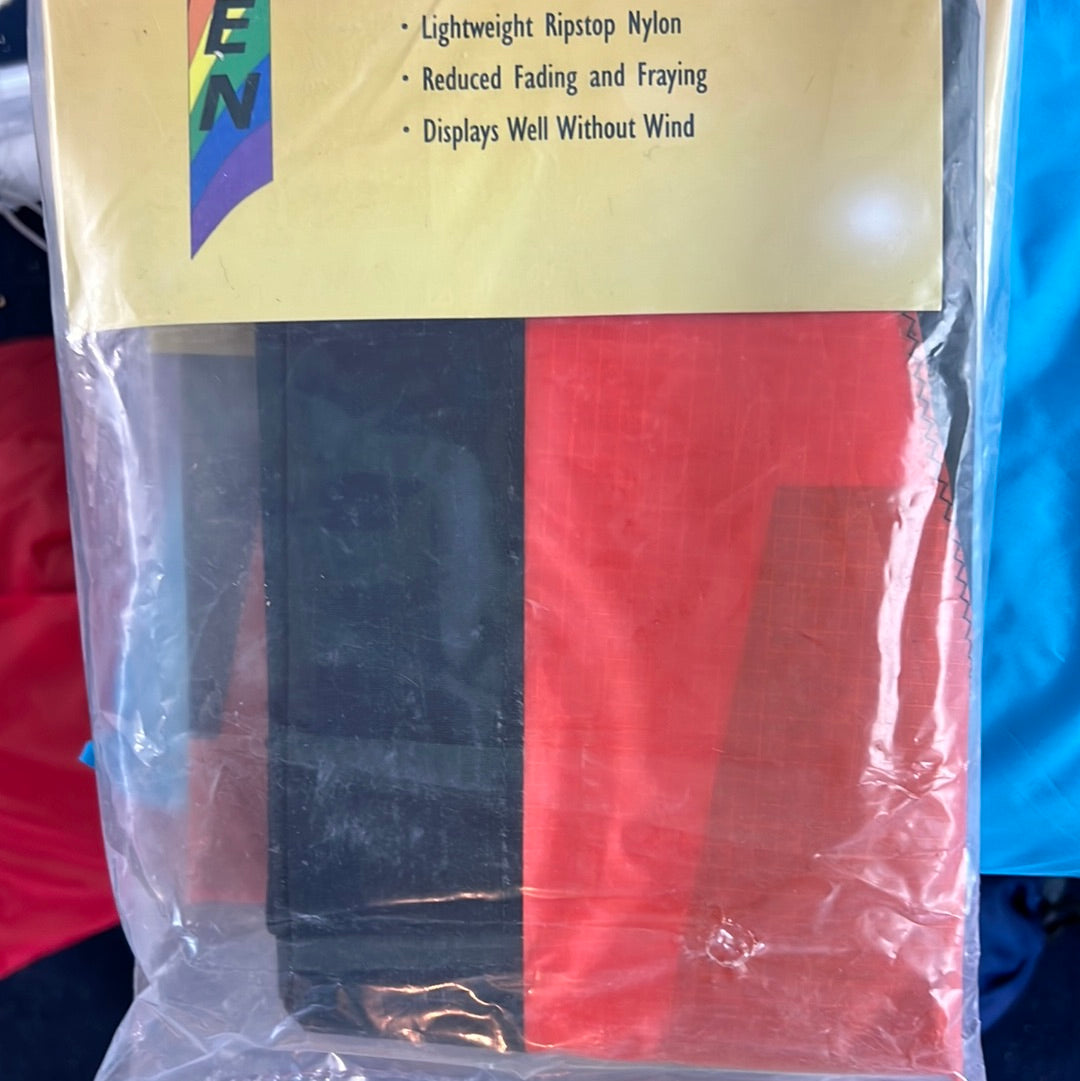 E
N
• Lightweight Ripstop Nylon
• Reduced Fading and Fraying
• Displays Well Without Wind